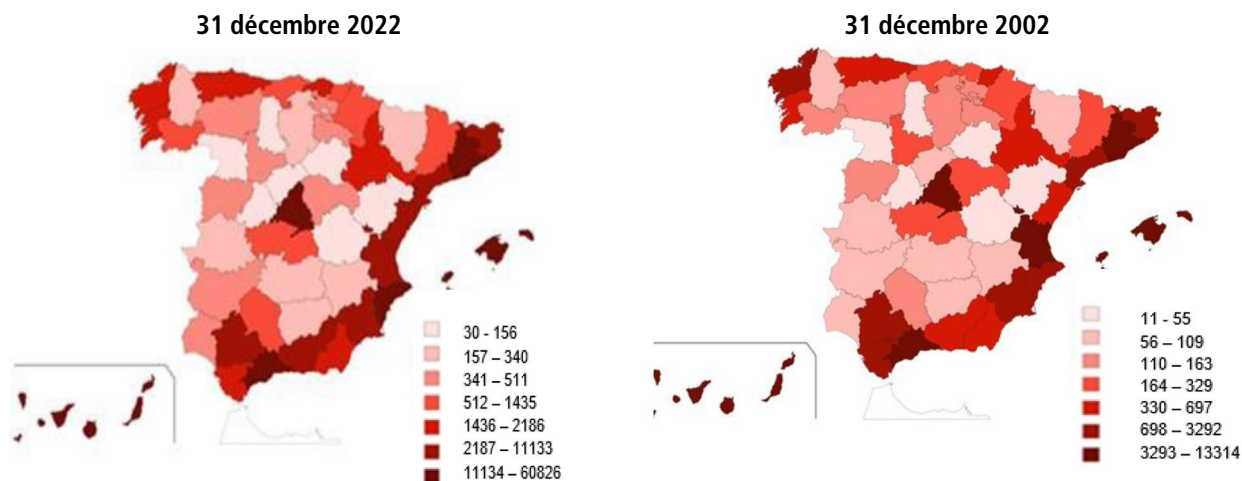 31 décembre 2022
30 - 156
157 – 340
341 – 511
512 – 1435
1436 – 2186
2187 – 11133
11134 – 60826
31 décembre 2002
11 - 55
56 – 109
110 – 163
164 – 329
330 – 697
698 – 3292
3293 – 13314